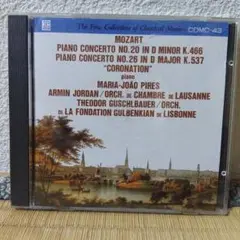 The Fine Collection of Classical Music
CDMC-43
MOZART
PIANO CONCERTO NO.20 IN D MINOR K.466
PIANO CONCERTO NO.26 IN D MAJOR K.537
"CORONATION"
piano
MARIA-JOÃO PIRES
ARMIN JORDAN/ORCH. DE CHAMBRE DE LAUSANNE
THEODOR GUSCHLBAUER/ORCH.
DE LA FONDATION GULBENKIAN DE LISBONNE